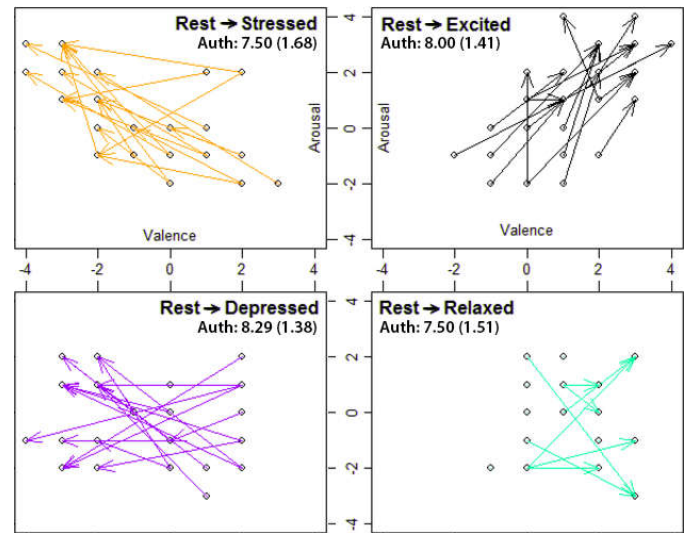 Rest → Stressed
Auth: 7.50 (1.68)
Valence
Arousal
4
2
0
-2
-4
Rest → Excited
Auth: 8.00 (1.41)
Valence
Arousal
-4 -2 0 2 4
-4 -2 0 2 4
Rest → Depressed
Auth: 8.29 (1.38)
2
0
-2
-4
Rest → Relaxed
Auth: 7.50 (1.51)